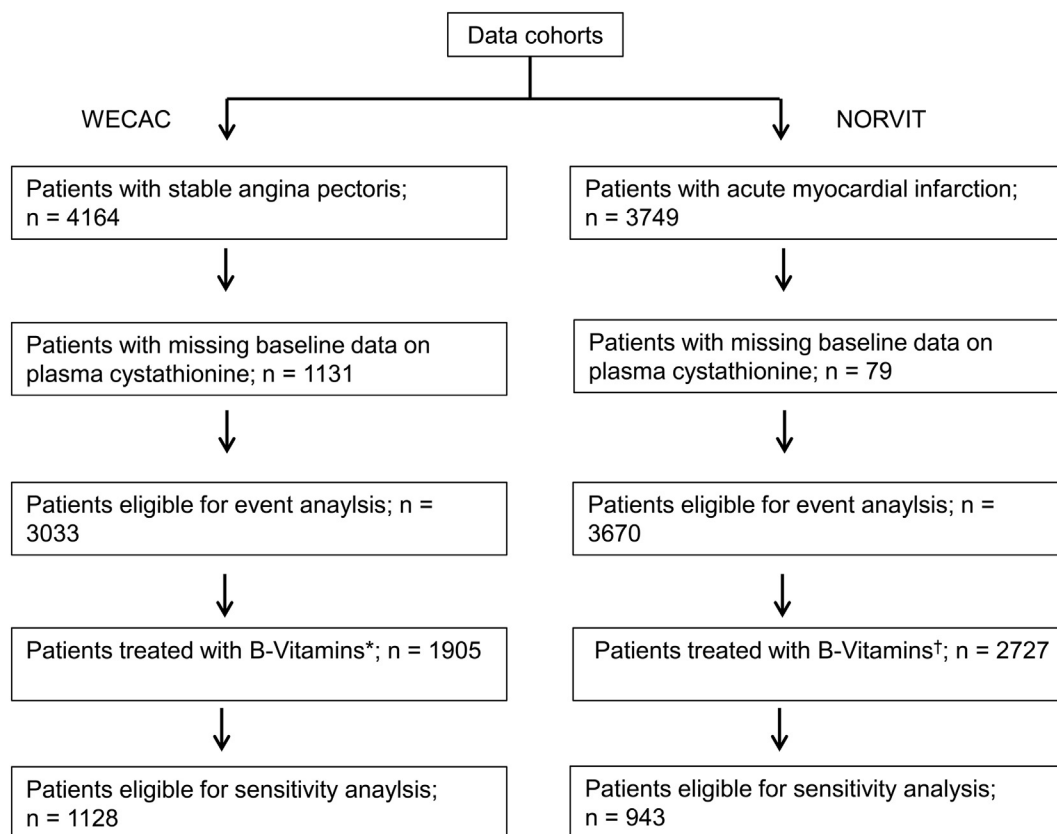 Data cohorts
WECAC
NORVIT
Patients with stable angina pectoris;
n = 4164
Patients with acute myocardial infarction;
n = 3749
Patients with missing baseline data on
plasma cystathionine; n = 1131
Patients with missing baseline data on
plasma cystathionine; n = 79
Patients eligible for event anaylsis; n =
3033
Patients eligible for event anaylsis; n =
3670
Patients treated with B-Vitamins*; n = 1905
Patients treated with B-Vitamins†; n = 2727
Patients eligible for sensitivity anaylsis;
n = 1128
Patients eligible for sensitivity analysis;
n = 943